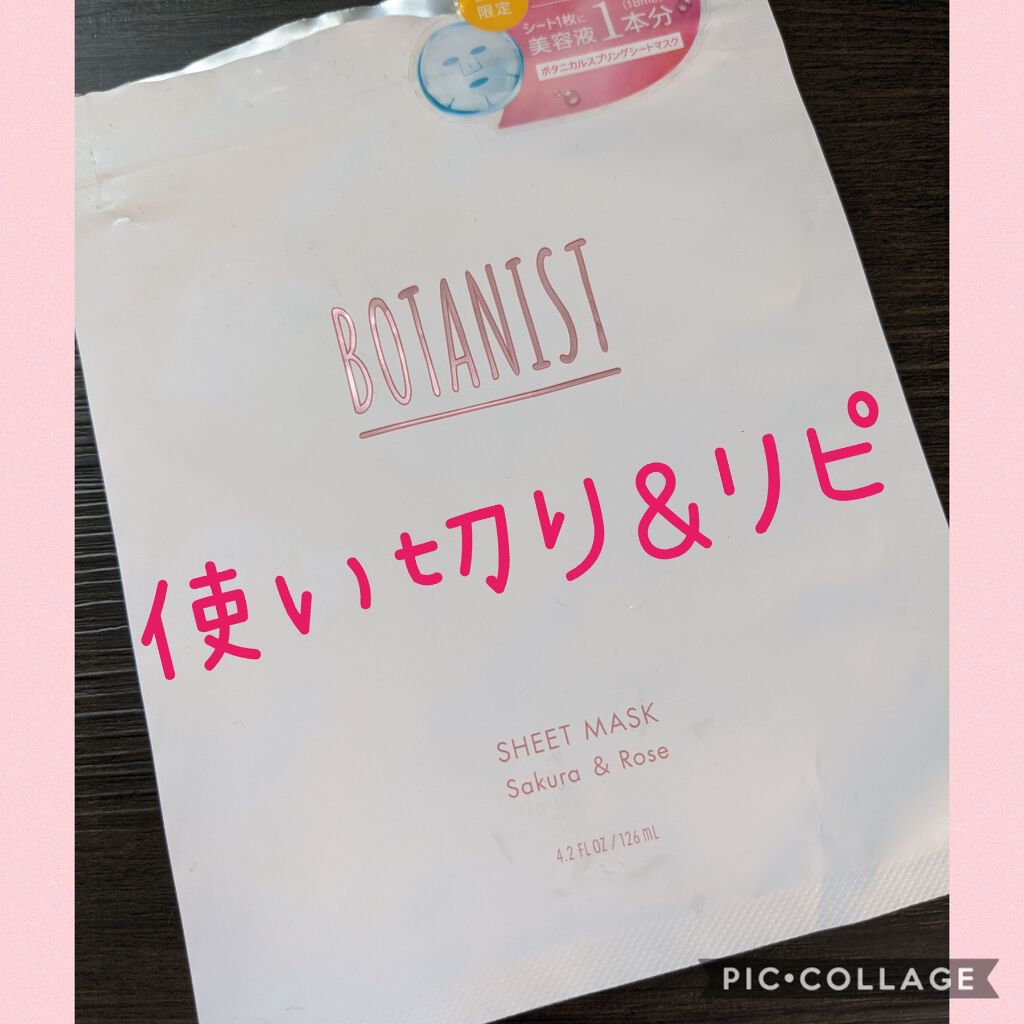 限定
シート1枚に
(18mL)
美容液1本分
ボタニカルスプリングシートマスク
BOTANIST
使い切り&リピ
SHEET MASK
Sakura & Rose
4.2 FL OZ / 126 mL
PIC•COLLAGE